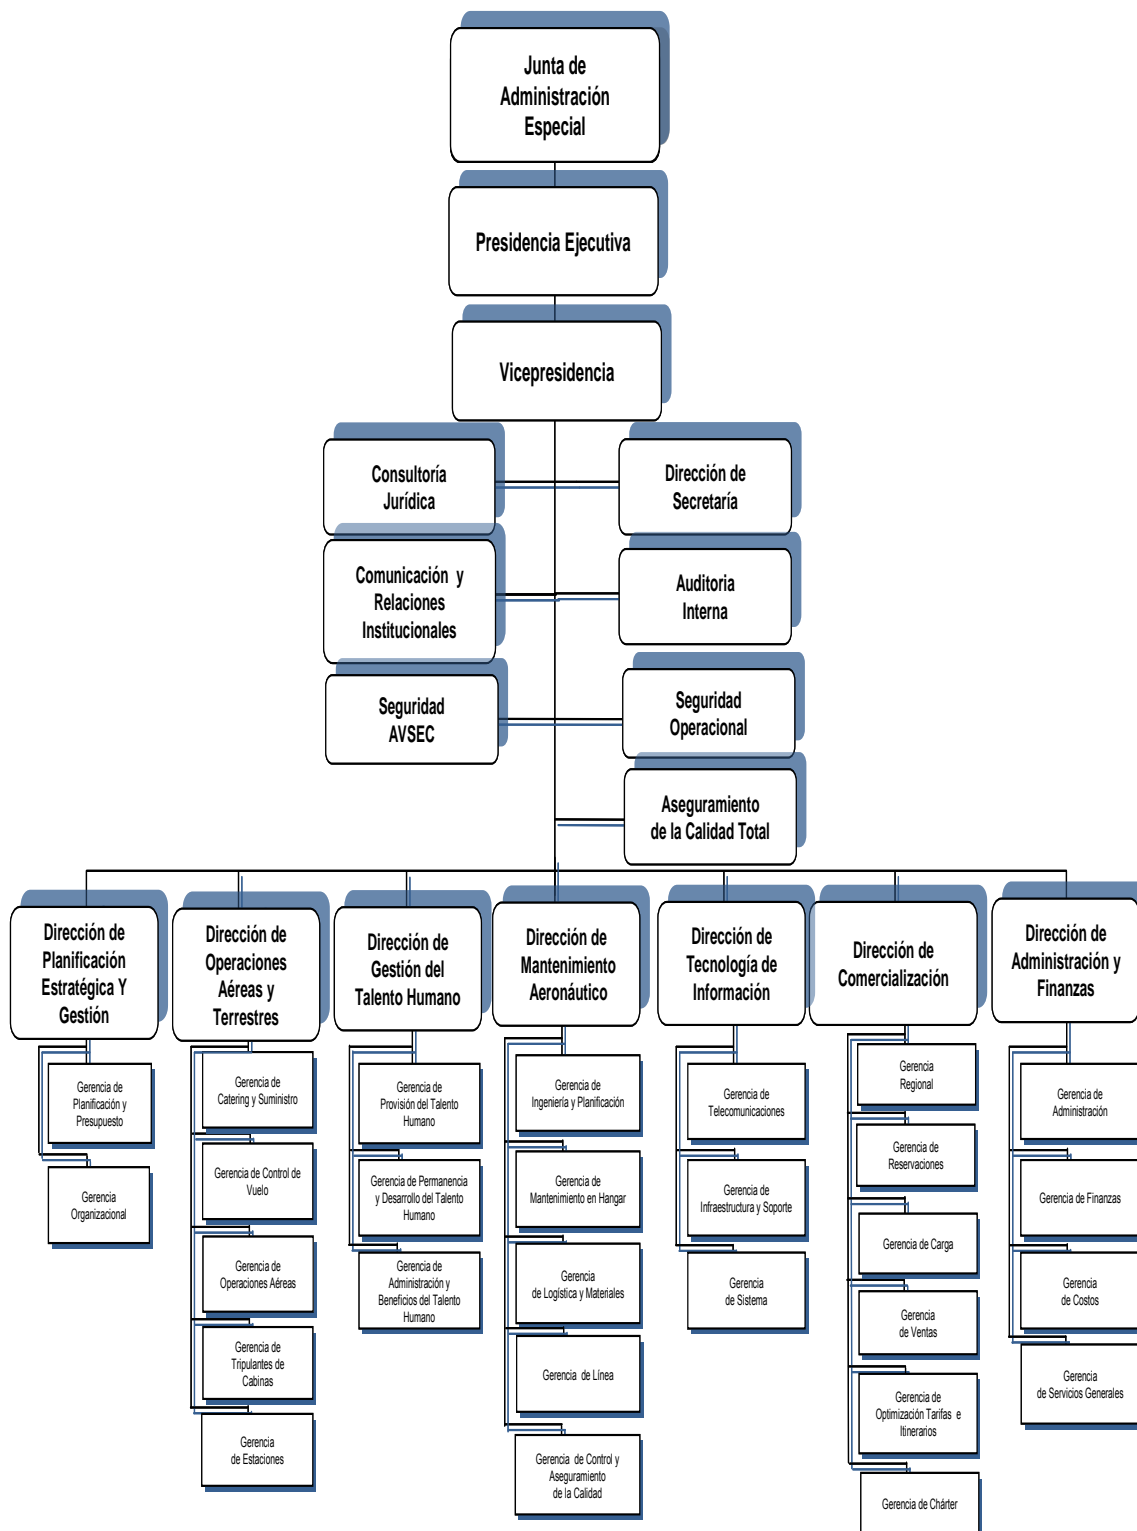 Junta de
Administración
Especial
Presidencia Ejecutiva
Vicepresidencia
Consultoría
Jurídica
Dirección de
Secretaría
Comunicación y
Relaciones
Institucionales
Auditoria
Interna
Seguridad
AVSEC
Seguridad
Operacional
Aseguramiento
de la Calidad Total
Dirección de
Planificación
Estratégica Y
Gestión
Dirección de
Operaciones
Aéreas y
Terrestres
Dirección de
Gestión del
Talento Humano
Dirección de
Mantenimiento
Aeronáutico
Dirección de
Tecnología de
Información
Dirección de
Comercialización
Dirección de
Administración y
Finanzas
Gerencia de
Planificación y
Presupuesto
Gerencia
Organizacional
Gerencia de
Catering y Suministro
Gerencia de Control de
Vuelo
Gerencia de
Operaciones Aéreas
Gerencia de
Tripulantes de
Cabinas
Gerencia
de Estaciones
Gerencia de
Provisión del Talento
Humano
Gerencia de Permanencia
y Desarrollo del Talento
Humano
Gerencia de
Administración y
Beneficios del Talento
Humano
Gerencia de
Ingeniería y Planificación
Gerencia de
Mantenimiento en Hangar
Gerencia
de Logística y Materiales
Gerencia de Línea
Gerencia de Control y
Aseguramiento
de la Calidad
Gerencia de
Telecomunicaciones
Gerencia de
Infraestructura y Soporte
Gerencia
de Sistema
Gerencia
Regional
Gerencia de
Reservaciones
Gerencia de Carga
Gerencia
de Ventas
Gerencia de
Optimización Tarifas e
Itinerarios
Gerencia de Chárter
Gerencia de
Administración
Gerencia de Finanzas
Gerencia
de Costos
Gerencia
de Servicios Generales